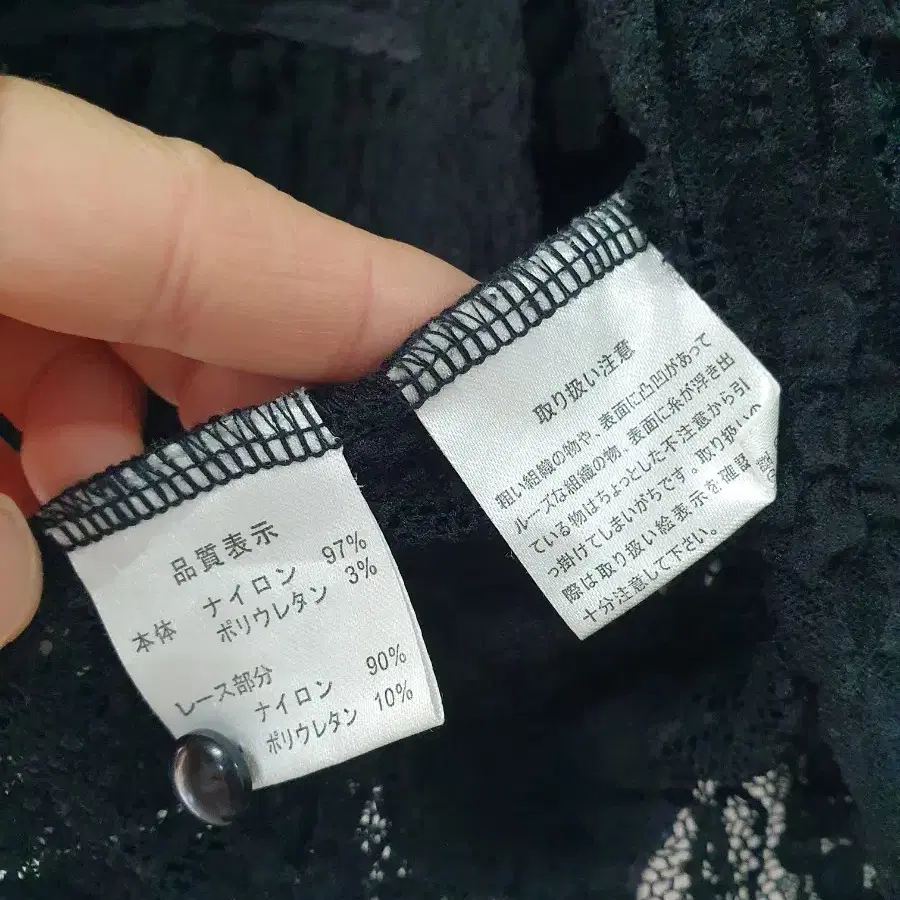 品質表示
本体 ナイロン 97%
ポリウレタン 3%
レース部分
ナイロン 90%
ポリウレタン 10%
取り扱い注意
粗い組織の物や、表面に凸凹があって
ルーズな組織の物、表面に糸が浮き出
ている物はちょっとした不注意から引
っ掛けてしまいがちです。取り扱いの
際は取り扱い絵表示を確認
十分注意して下さい。